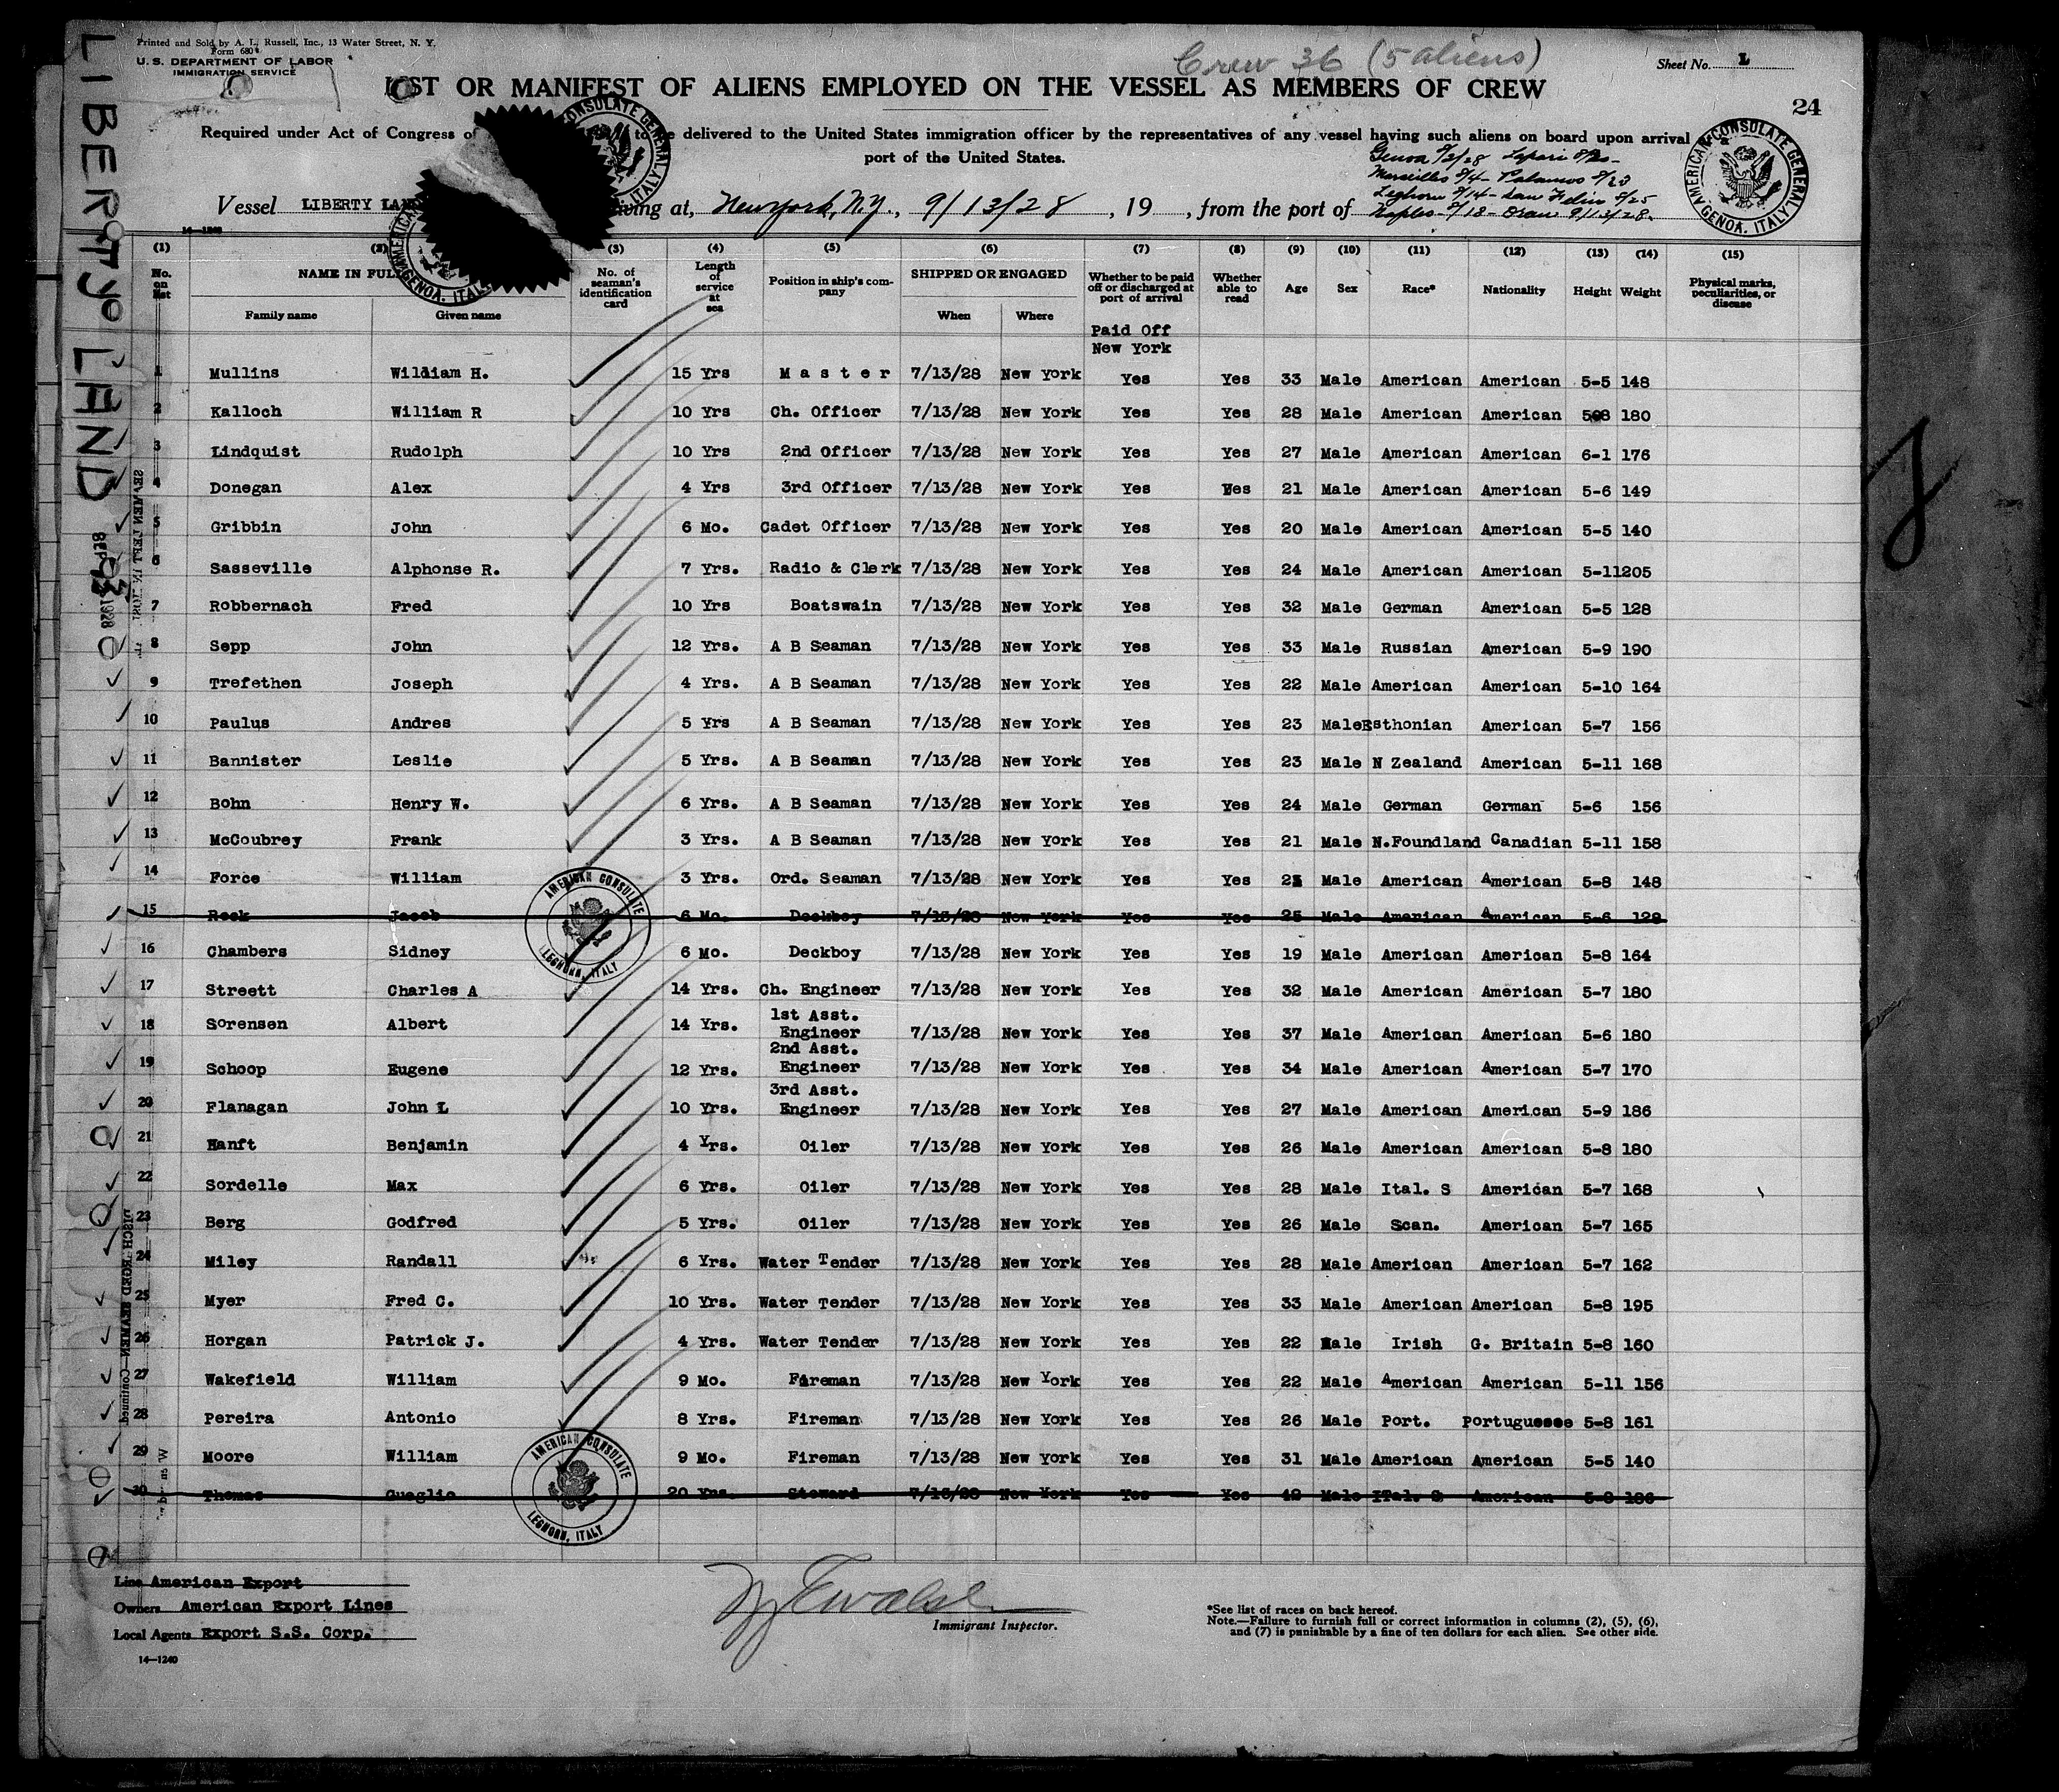 Printed and Sold by A. L. Russell, Inc., 13 Water Street, N. Y.
Form 680
U. S. DEPARTMENT OF LABOR
IMMIGRATION SERVICE
Crew 36 (5 aliens)
Sheet No. L
LIST OR MANIFEST OF ALIENS EMPLOYED ON THE VESSEL AS MEMBERS OF CREW
24
Required under Act of Congress of to be delivered to the United States immigration officer by the representatives of any vessel having such aliens on board upon arrival
port of the United States.
Genoa 8/2/28 Lipari 8/20-
Marseilles 8/4- Palamos 8/23
Leghorn 8/14- San Feliu 8/25
Vessel LIBERTY LAND arriving at, New York, N.Y., 9/13/28, 19 , from the port of Naples- 8/18- Oran 9/13/28.
AMERICAN CONSULATE GENERAL GENOA, ITALY
14-1240
(1) (2) (3) (4) (5) (6) (7) (8) (9) (10) (11) (12) (13) (14) (15)
No. on list NAME IN FULL No. of seaman's identification card Length of service at sea Position in ship's company SHIPPED OR ENGAGED Whether to be paid off or discharged at port of arrival Whether able to read Age Sex Race* Nationality Height Weight Physical marks, peculiarities, or disease
Family name Given name When Where
Paid Off
New York
1 Mullins William H. 15 Yrs Master 7/13/28 New York Yes Yes 33 Male American American 5-5 148
2 Kalloch William R 10 Yrs Ch. Officer 7/13/28 New York Yes Yes 28 Male American American 5-8 180
3 Lindquist Rudolph 10 Yrs 2nd Officer 7/13/28 New York Yes Yes 27 Male American American 6-1 176
4 Donegan Alex 4 Yrs 3rd Officer 7/13/28 New York Yes Yes 21 Male American American 5-6 149
5 Gribbin John 6 Mo. Cadet Officer 7/13/28 New York Yes Yes 20 Male American American 5-5 140
6 Sasseville Alphonse R. 7 Yrs. Radio & Clerk 7/13/28 New York Yes Yes 24 Male American American 5-11 205
7 Robbernach Fred 10 Yrs Boatswain 7/13/28 New York Yes Yes 32 Male German American 5-5 128
8 Sepp John 12 Yrs. A B Seaman 7/13/28 New York Yes Yes 33 Male Russian American 5-9 190
9 Trefethen Joseph 4 Yrs. A B Seaman 7/13/28 New York Yes Yes 22 Male American American 5-10 164
10 Paulus Andres 5 Yrs A B Seaman 7/13/28 New York Yes Yes 23 Male Esthonian American 5-7 156
11 Bannister Leslie 5 Yrs. A B Seaman 7/13/28 New York Yes Yes 23 Male N Zealand American 5-11 168
12 Bohn Henry W. 6 Yrs. A B Seaman 7/13/28 New York Yes Yes 24 Male German German 5-6 156
13 McCoubrey Frank 3 Yrs. A B Seaman 7/13/28 New York Yes Yes 21 Male N.Foundland Canadian 5-11 158
14 Force William 3 Yrs. Ord. Seaman 7/13/28 New York Yes Yes Male American American 5-8 148
15 Jacob 6 Mo. Deckboy 7/13/28 New York Yes Yes 25 Male American American 5-6 128
16 Chambers Sidney 6 Mo. Deckboy 7/13/28 New York Yes Yes 19 Male American American 5-8 164
17 Streett Charles A 14 Yrs. Ch. Engineer 7/13/28 New York Yes Yes 32 Male American American 5-7 180
18 Sorensen Albert 14 Yrs. 1st Asst. Engineer 7/13/28 New York Yes Yes 37 Male American American 5-6 180
19 Schoop Eugene 12 Yrs. 2nd Asst. Engineer 7/13/28 New York Yes Yes 34 Male American American 5-7 170
20 Flanagan John L 10 Yrs. 3rd Asst. Engineer 7/13/28 New York Yes Yes 27 Male American American 5-9 186
21 Hanft Benjamin 4 Yrs. Oiler 7/13/28 New York Yes Yes 26 Male American American 5-8 180
22 Sordelle Max 6 Yrs. Oiler 7/13/28 New York Yes Yes 28 Male Ital. S American 5-7 168
23 Berg Godfred 5 Yrs. Oiler 7/13/28 New York Yes Yes 26 Male Scan. American 5-7 165
24 Miley Randall 6 Yrs. Water Tender 7/13/28 New York Yes Yes 28 Male American American 5-7 162
25 Myer Fred C. 10 Yrs. Water Tender 7/13/28 New York Yes Yes 33 Male American American 5-8 195
26 Horgan Patrick J. 4 Yrs. Water Tender 7/13/28 New York Yes Yes 22 Male Irish G. Britain 5-8 160
27 Wakefield William 9 Mo. Fireman 7/13/28 New York Yes Yes 22 Male American American 5-11 156
28 Pereira Antonio 8 Yrs. Fireman 7/13/28 New York Yes Yes 26 Male Port. Portuguesee 5-8 161
29 Moore William 9 Mo. Fireman 7/13/28 New York Yes Yes 31 Male American American 5-5 140
30 Thomas Guaglio 20 Yrs. Steward 7/13/28 New York Yes Yes 42 Male ITal. S American 5-8 186
AMERICAN CONSULATE LEGHORN, ITALY
AMERICAN CONSULATE LEGHORN, ITALY
Line American Export
Owners American Export Lines
Local Agents Export S.S. Corp.
14-1240
Immigrant Inspector.
*See list of races on back hereof.
Note.—Failure to furnish full or correct information in columns (2), (5), (6),
and (7) is punishable by a fine of ten dollars for each alien. See other side.
LIBERTY LAND
SEP 13 1928